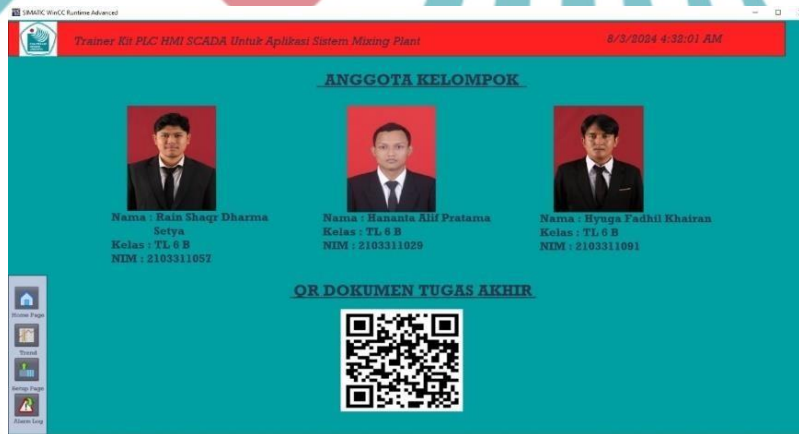 SIMATIC WinCC Runtime Advanced
Trainer Kit PLC HMI SCADA Untuk Aplikasi Sistem Mixing Plant
8/3/2024 4:32:01 AM
ANGGOTA KELOMPOK
Nama : Rain Shaqr Dharma
Setya
Kelas : TL 6 B
NIM : 2103311057
Nama : Hananta Alif Pratama
Kelas : TL 6 B
NIM : 2103311029
Nama : Hyuga Fadhil Khairan
Kelas : TL 6 B
NIM : 2103311091
QR DOKUMEN TUGAS AKHIR
Home Page
Trend
Setup Page
Alarm Log